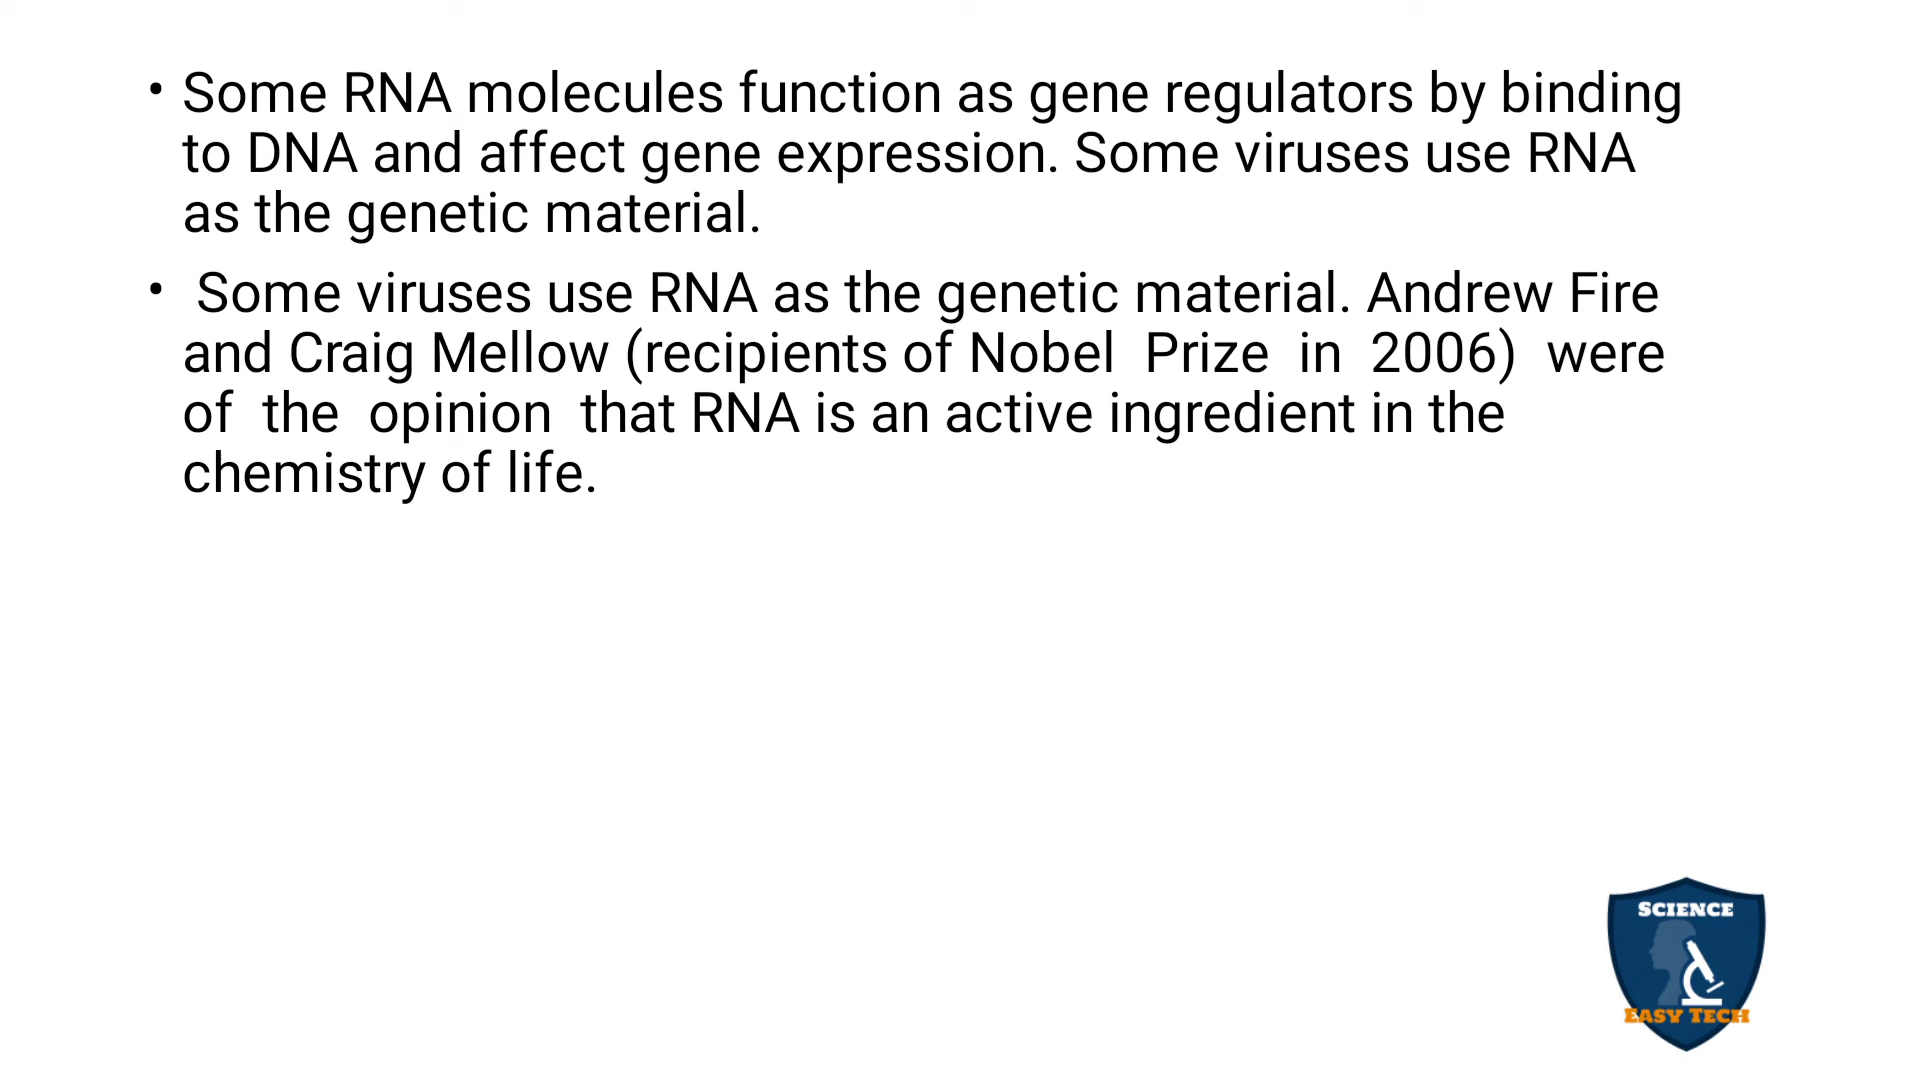 • Some RNA molecules function as gene regulators by binding
to DNA and affect gene expression. Some viruses use RNA
as the genetic material.
• Some viruses use RNA as the genetic material. Andrew Fire
and Craig Mellow (recipients of Nobel Prize in 2006) were
of the opinion that RNA is an active ingredient in the
chemistry of life.
SCIENCE
EASY TECH